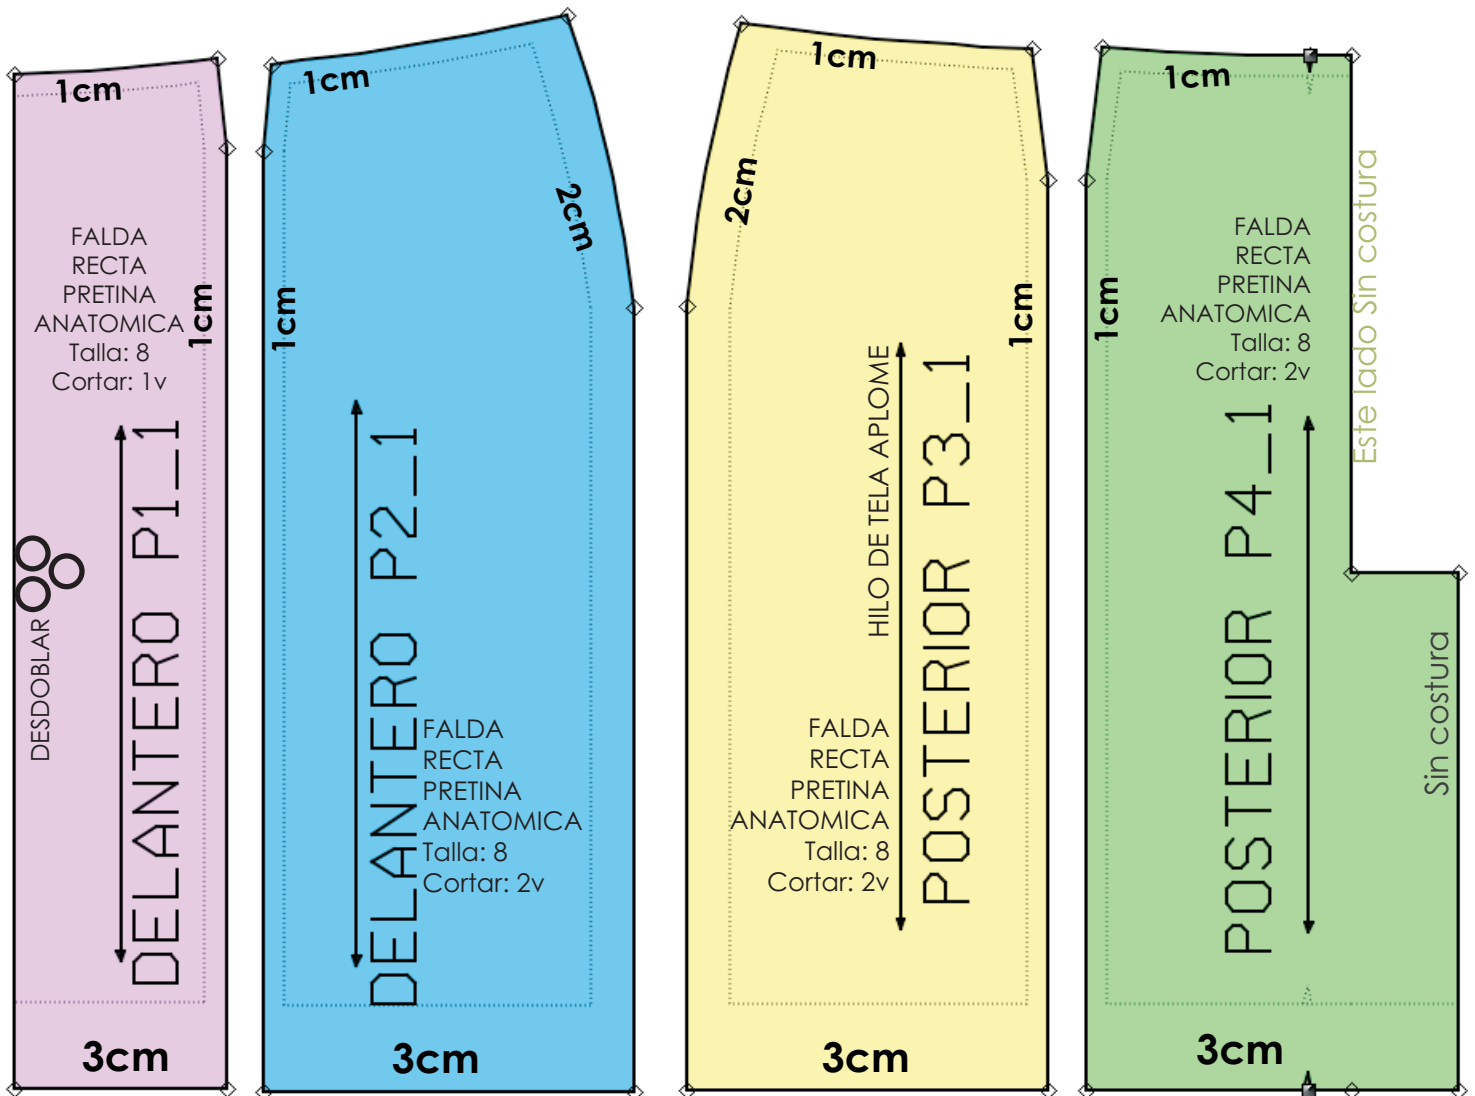 1cm
FALDA
RECTA
PRETINA
ANATOMICA
Talla: 8
Cortar: 1v
1cm
DELANTERO P1_1
DESDOBLAR
3cm
1cm
2cm
1cm
DELANTERO P2_1
FALDA
RECTA
PRETINA
ANATOMICA
Talla: 8
Cortar: 2v
3cm
1cm
2cm
1cm
HILO DE TELA APLOME
POSTERIOR P3_1
FALDA
RECTA
PRETINA
ANATOMICA
Talla: 8
Cortar: 2v
3cm
1cm
1cm
FALDA
RECTA
PRETINA
ANATOMICA
Talla: 8
Cortar: 2v
Este lado Sin costura
POSTERIOR P4_1
Sin costura
3cm